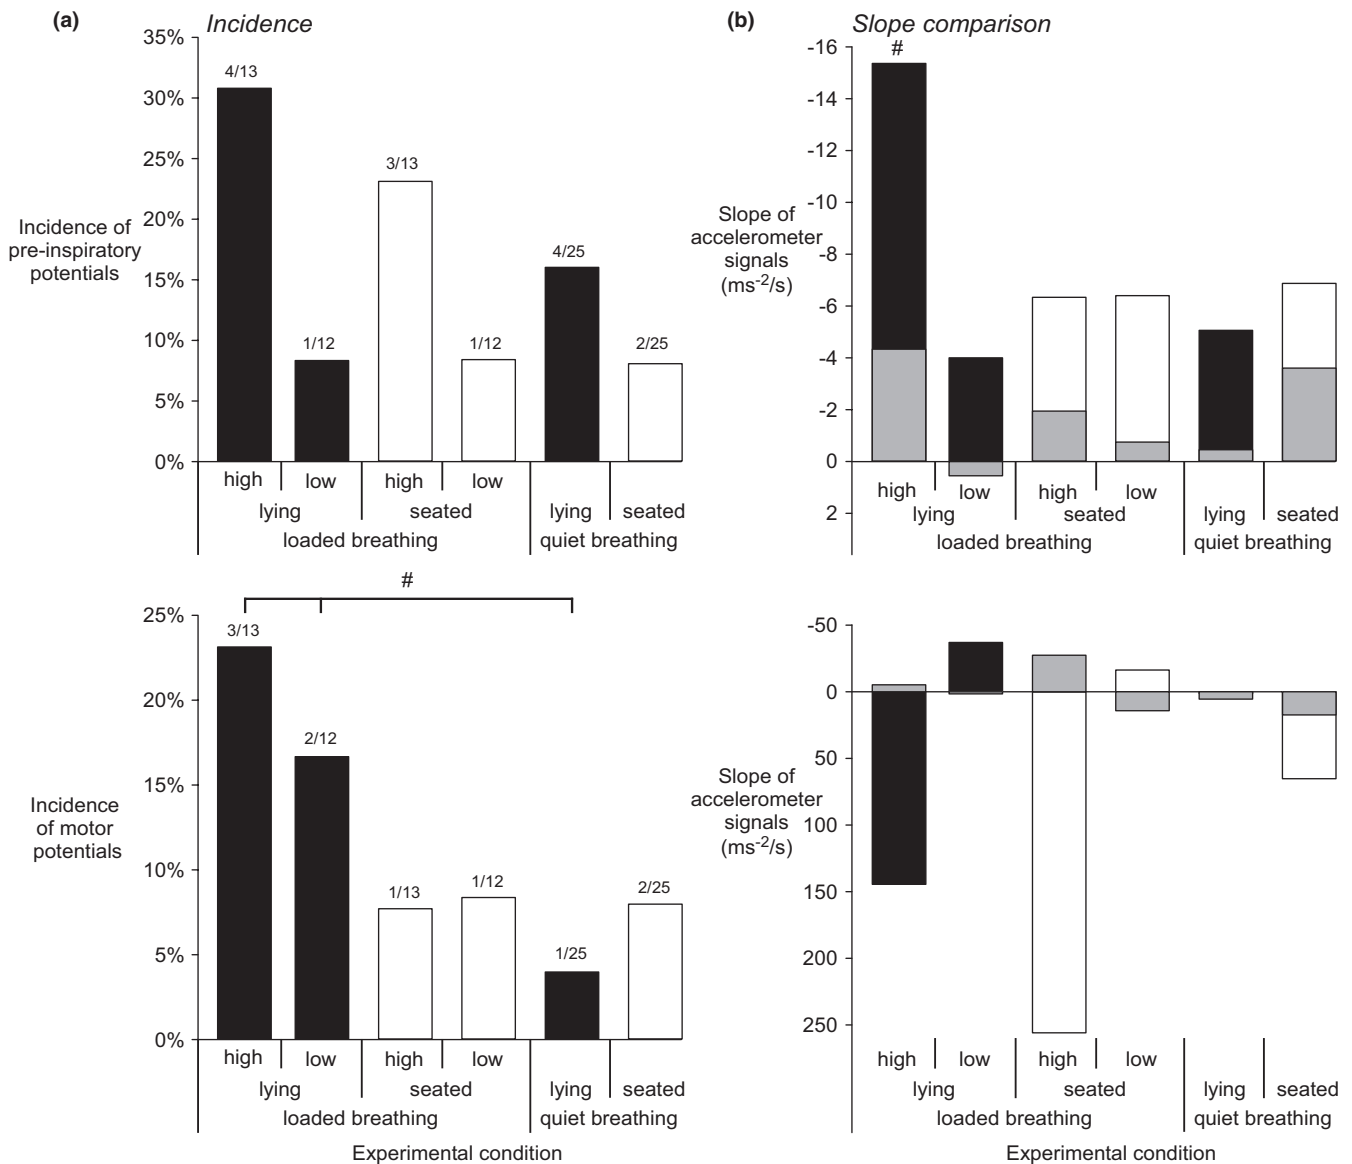 (a) Incidence
35%
30%
25%
20%
15%
10%
5%
0%
Incidence of
pre-inspiratory
potentials
4/13
1/12
3/13
1/12
4/25
2/25
high low high low
lying seated lying seated
loaded breathing quiet breathing
#
25%
20%
15%
10%
5%
0%
Incidence
of motor
potentials
3/13
2/12
1/13
1/12
1/25
2/25
high low high low
lying seated lying seated
loaded breathing quiet breathing
Experimental condition
(b) Slope comparison
-16
-14
-12
-10
-8
-6
-4
-2
0
2
Slope of
accelerometer
signals
(ms⁻²/s)
#
high low high low
lying seated lying seated
loaded breathing quiet breathing
-50
0
50
100
150
200
250
Slope of
accelerometer
signals
(ms⁻²/s)
high low high low
lying seated lying seated
loaded breathing quiet breathing
Experimental condition